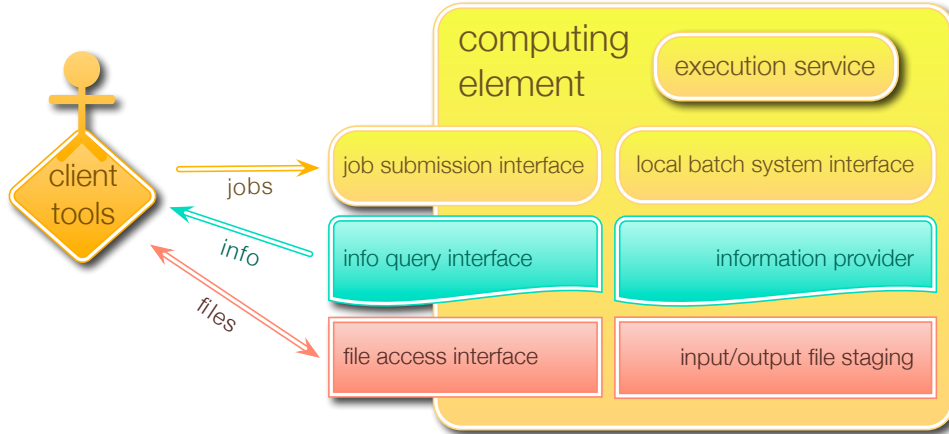 computing
element
execution service
client
tools
jobs
job submission interface
local batch system interface
info
info query interface
information provider
files
file access interface
input/output file staging